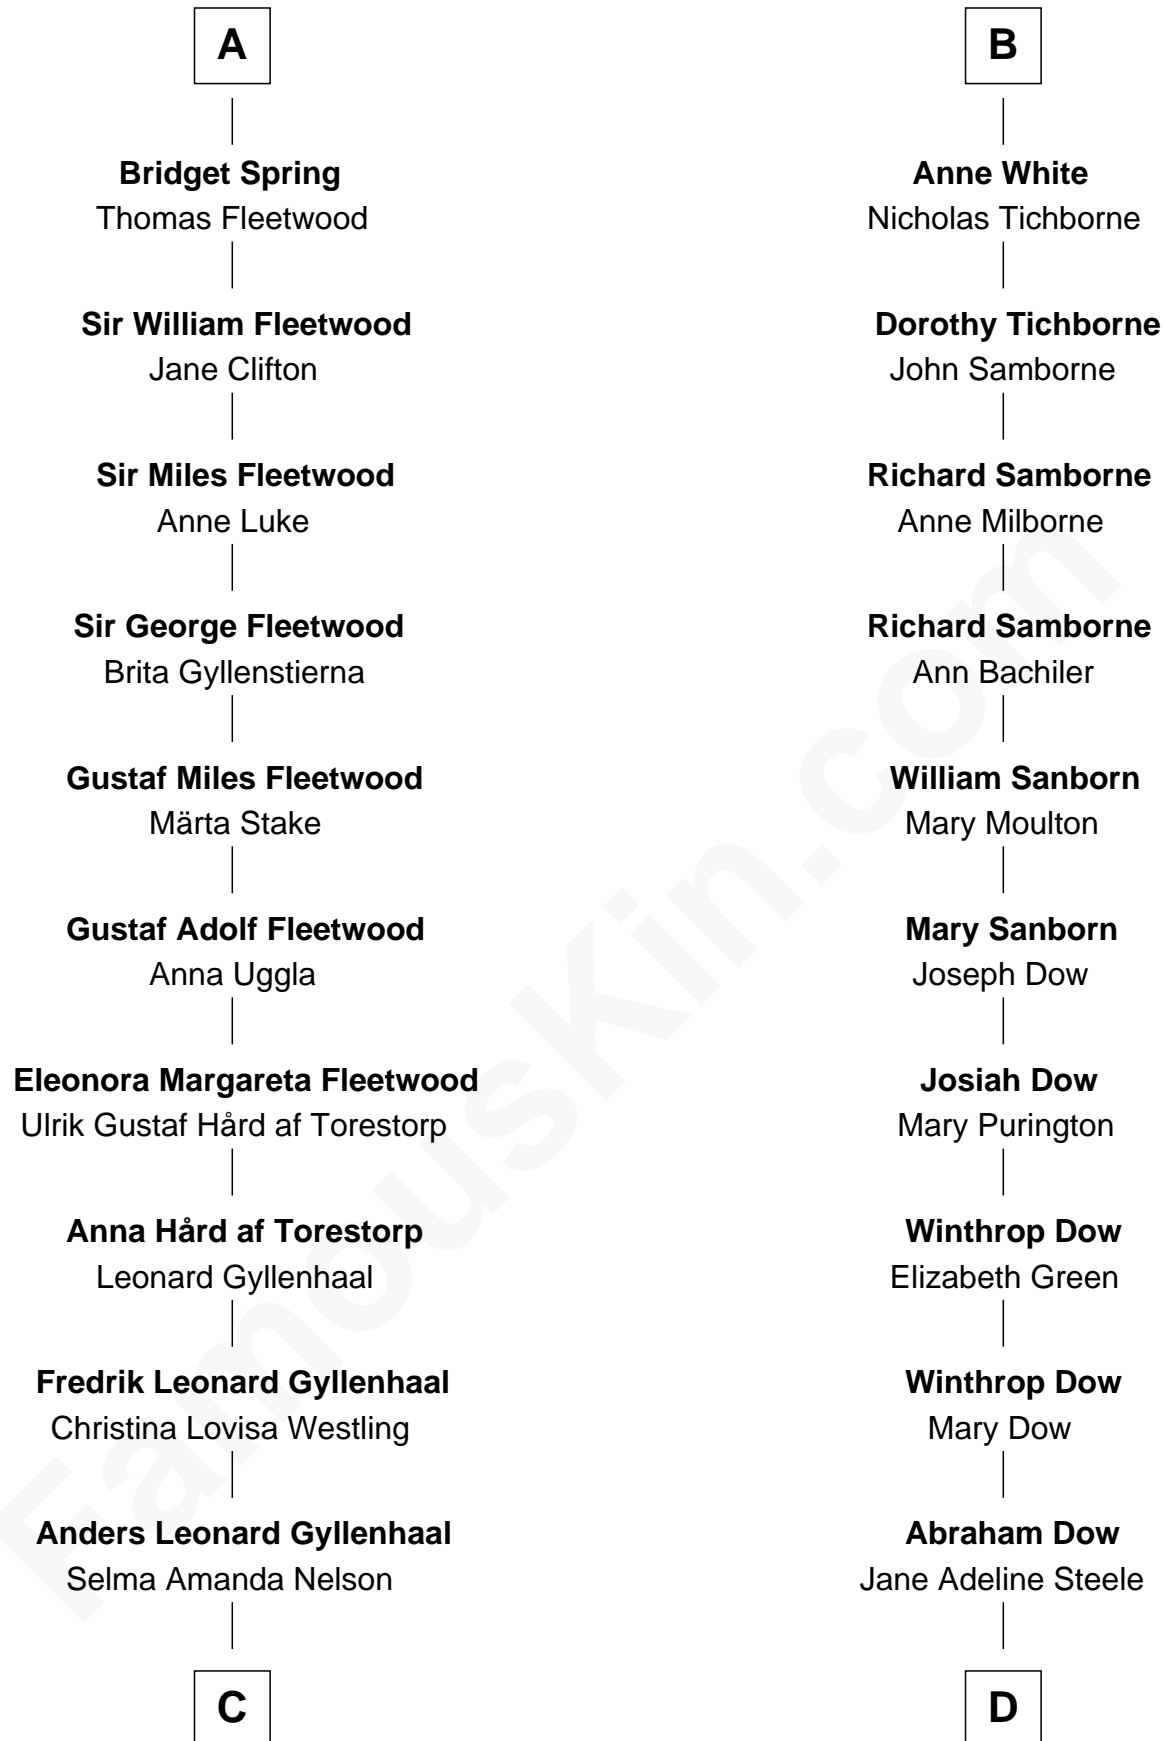 A
Bridget Spring
Thomas Fleetwood
Sir William Fleetwood
Jane Clifton
Sir Miles Fleetwood
Anne Luke
Sir George Fleetwood
Brita Gyllenstierna
Gustaf Miles Fleetwood
Märta Stake
Gustaf Adolf Fleetwood
Anna Uggla
Eleonora Margareta Fleetwood
Ulrik Gustaf Hård af Torestorp
Anna Hård af Torestorp
Leonard Gyllenhaal
Fredrik Leonard Gyllenhaal
Christina Lovisa Westling
Anders Leonard Gyllenhaal
Selma Amanda Nelson
C
B
Anne White
Nicholas Tichborne
Dorothy Tichborne
John Samborne
Richard Samborne
Anne Milborne
Richard Samborne
Ann Bachiler
William Sanborn
Mary Moulton
Mary Sanborn
Joseph Dow
Josiah Dow
Mary Purington
Winthrop Dow
Elizabeth Green
Winthrop Dow
Mary Dow
Abraham Dow
Jane Adeline Steele
D
FamousKin.com